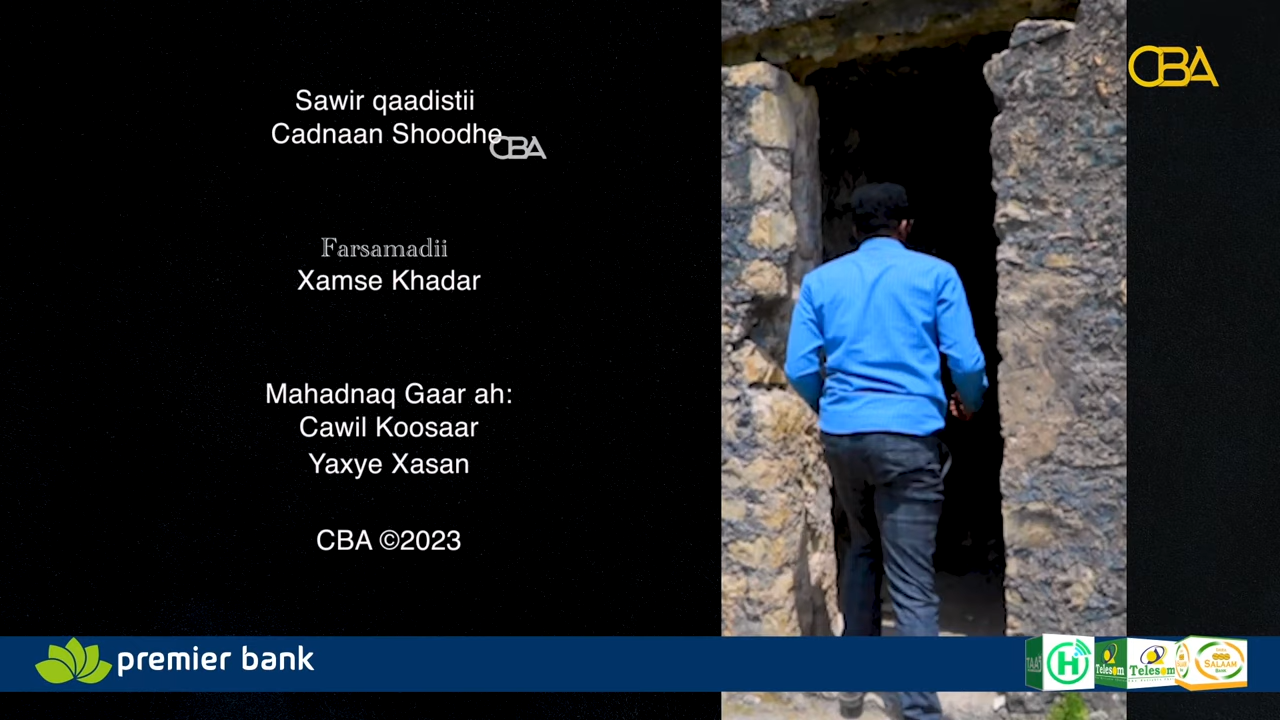 Sawir qaadistii
Cadnaan Shoodhe
CBA
CBA
Farsamadii
Xamse Khadar
Mahadnaq Gaar ah:
Cawil Koosaar
Yaxye Xasan
CBA ©2023
premier bank
H
Telesom
Telesom
SALAAM
Bank